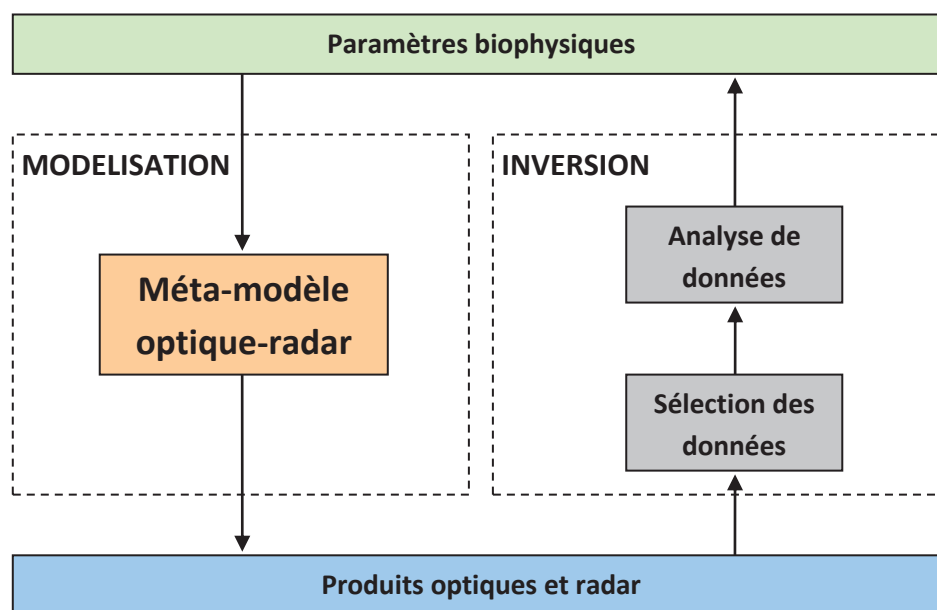 Paramètres biophysiques
MODELISATION
Méta-modèle
optique-radar
INVERSION
Analyse de
données
Sélection des
données
Produits optiques et radar